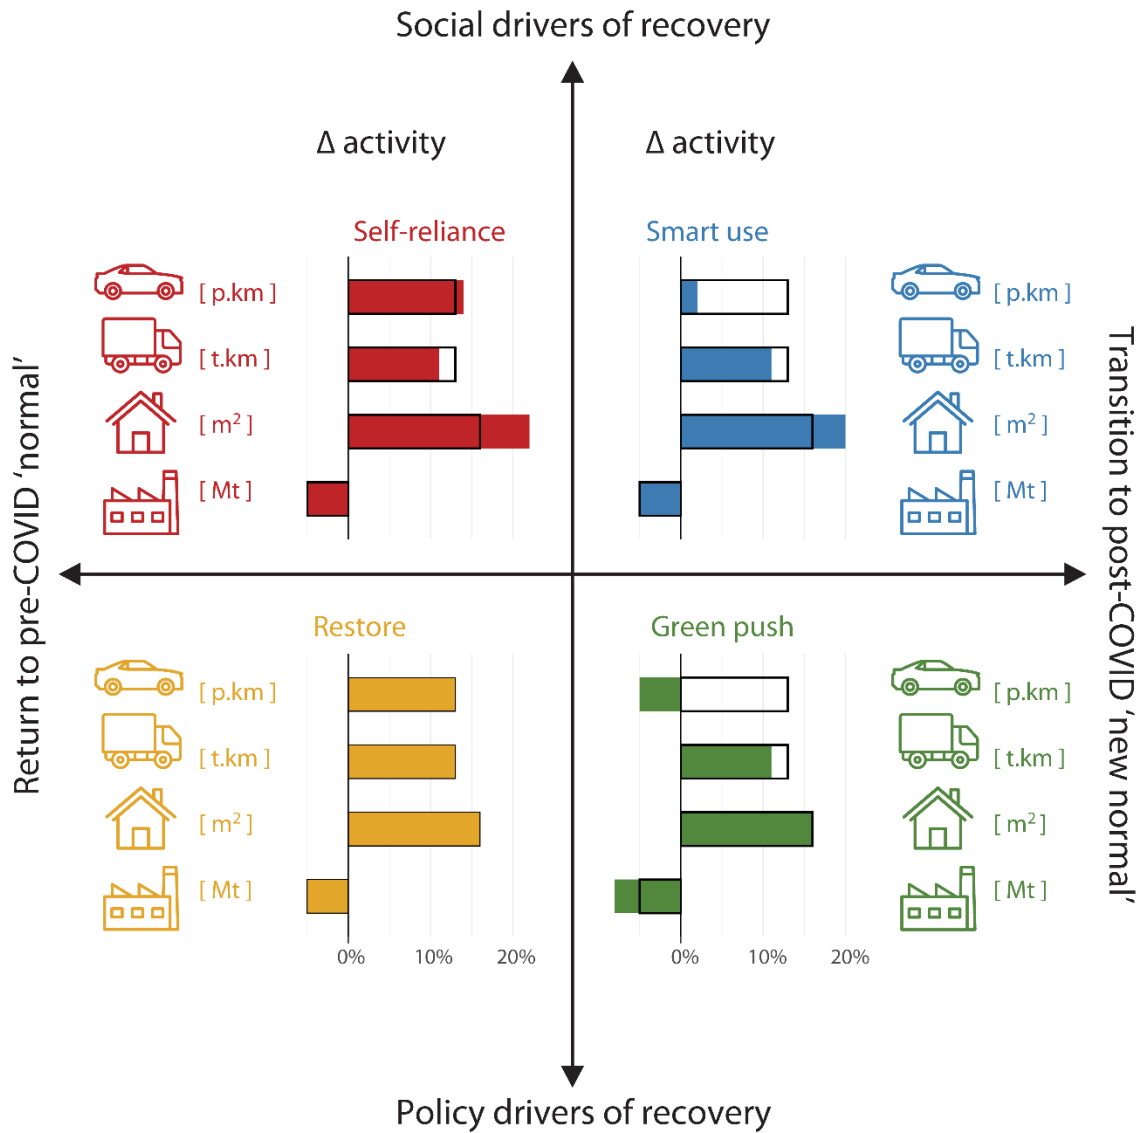 Social drivers of recovery
Δ activity
Δ activity
Self-reliance
[ p.km ]
[ t.km ]
[ m² ]
[ Mt ]
Smart use
[ p.km ]
[ t.km ]
[ m² ]
[ Mt ]
Return to pre-COVID ‘normal’
Transition to post-COVID ‘new normal’
Restore
[ p.km ]
[ t.km ]
[ m² ]
[ Mt ]
0% 10% 20%
Green push
[ p.km ]
[ t.km ]
[ m² ]
[ Mt ]
0% 10% 20%
Policy drivers of recovery